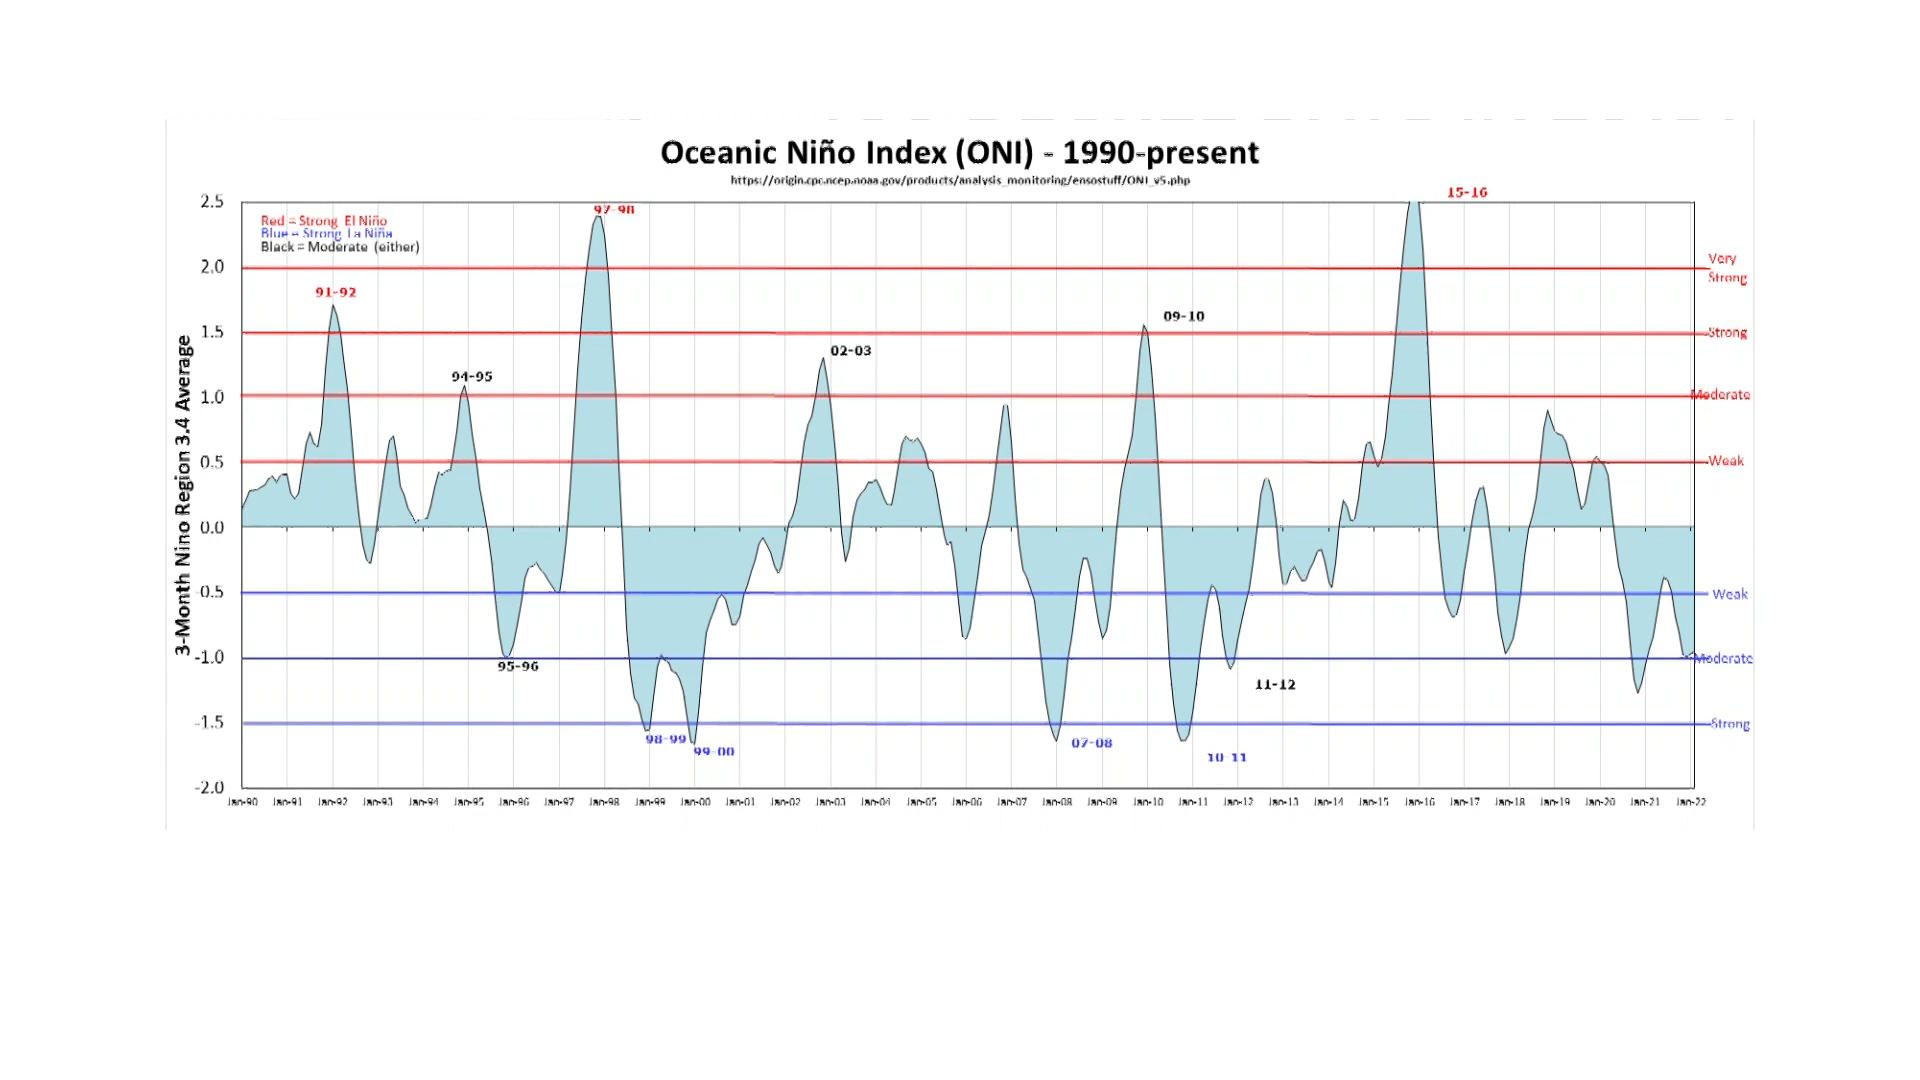 Oceanic Niño Index (ONI) - 1990-present
https://origin.cpc.ncep.noaa.gov/products/analysis_monitoring/ensostuff/ONI_v5.php
3-Month Nino Region 3.4 Average
2.5
2.0
1.5
1.0
0.5
0.0
-0.5
-1.0
-1.5
-2.0
Red = Strong El Niño
Blue = Strong La Niña
Black = Moderate (either)
91-92
94-95
95-96
97-98
98-99
99-00
02-03
07-08
09-10
10-11
11-12
15-16
Very
Strong
Strong
Moderate
Weak
Weak
Moderate
Strong
Jan-90 Jan-91 Jan-92 Jan-93 Jan-94 Jan-95 Jan-96 Jan-97 Jan-98 Jan-99 Jan-00 Jan-01 Jan-02 Jan-03 Jan-04 Jan-05 Jan-06 Jan-07 Jan-08 Jan-09 Jan-10 Jan-11 Jan-12 Jan-13 Jan-14 Jan-15 Jan-16 Jan-17 Jan-18 Jan-19 Jan-20 Jan-21 Jan-22